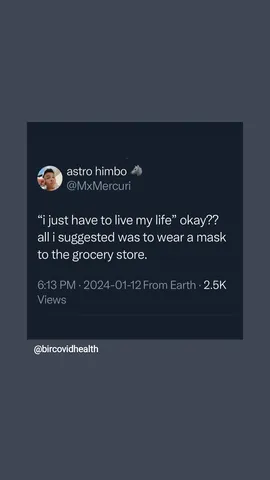 astro himbo 🐴
@MxMercuri
“i just have to live my life” okay??
all i suggested was to wear a mask
to the grocery store.
6:13 PM · 2024-01-12 From Earth · 2.5K
Views
@bircovidhealth